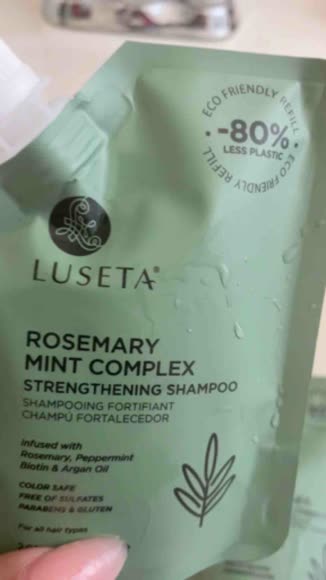 ECO FRIENDLY REFILL • ECO FRIENDLY REFILL •
-80%
LESS PLASTIC
LUSETA®
ROSEMARY
MINT COMPLEX
STRENGTHENING SHAMPOO
SHAMPOOING FORTIFIANT
CHAMPÚ FORTALECEDOR
infused with
Rosemary, Peppermint
Biotin & Argan Oil
COLOR SAFE
FREE OF SULFATES
PARABENS & GLUTEN
For all hair types